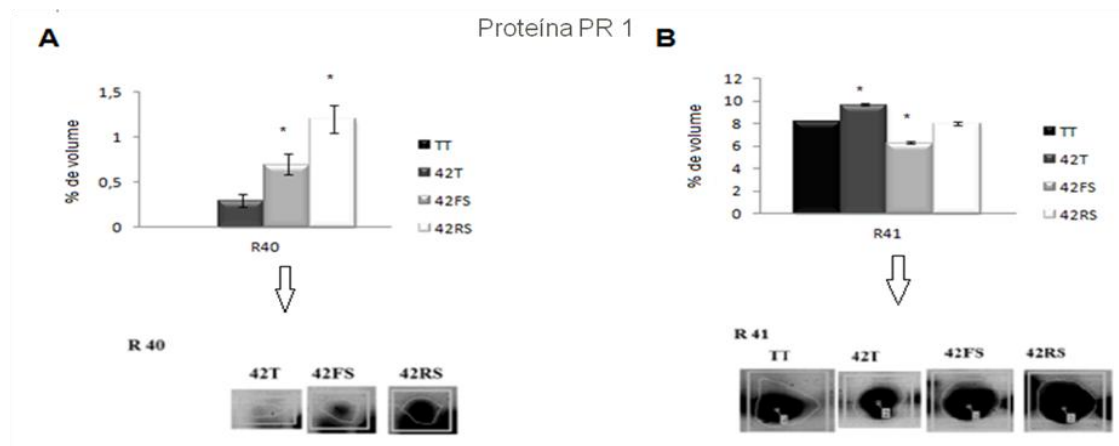 Proteína PR 1
A
% de volume
1,5
1
0,5
0
*
*
R40
TT
42T
42FS
42RS
R 40
42T 42FS 42RS
B
% de volume
12
10
8
6
4
2
0
*
*
R41
TT
42T
42FS
42RS
R 41
TT 42T 42FS 42RS